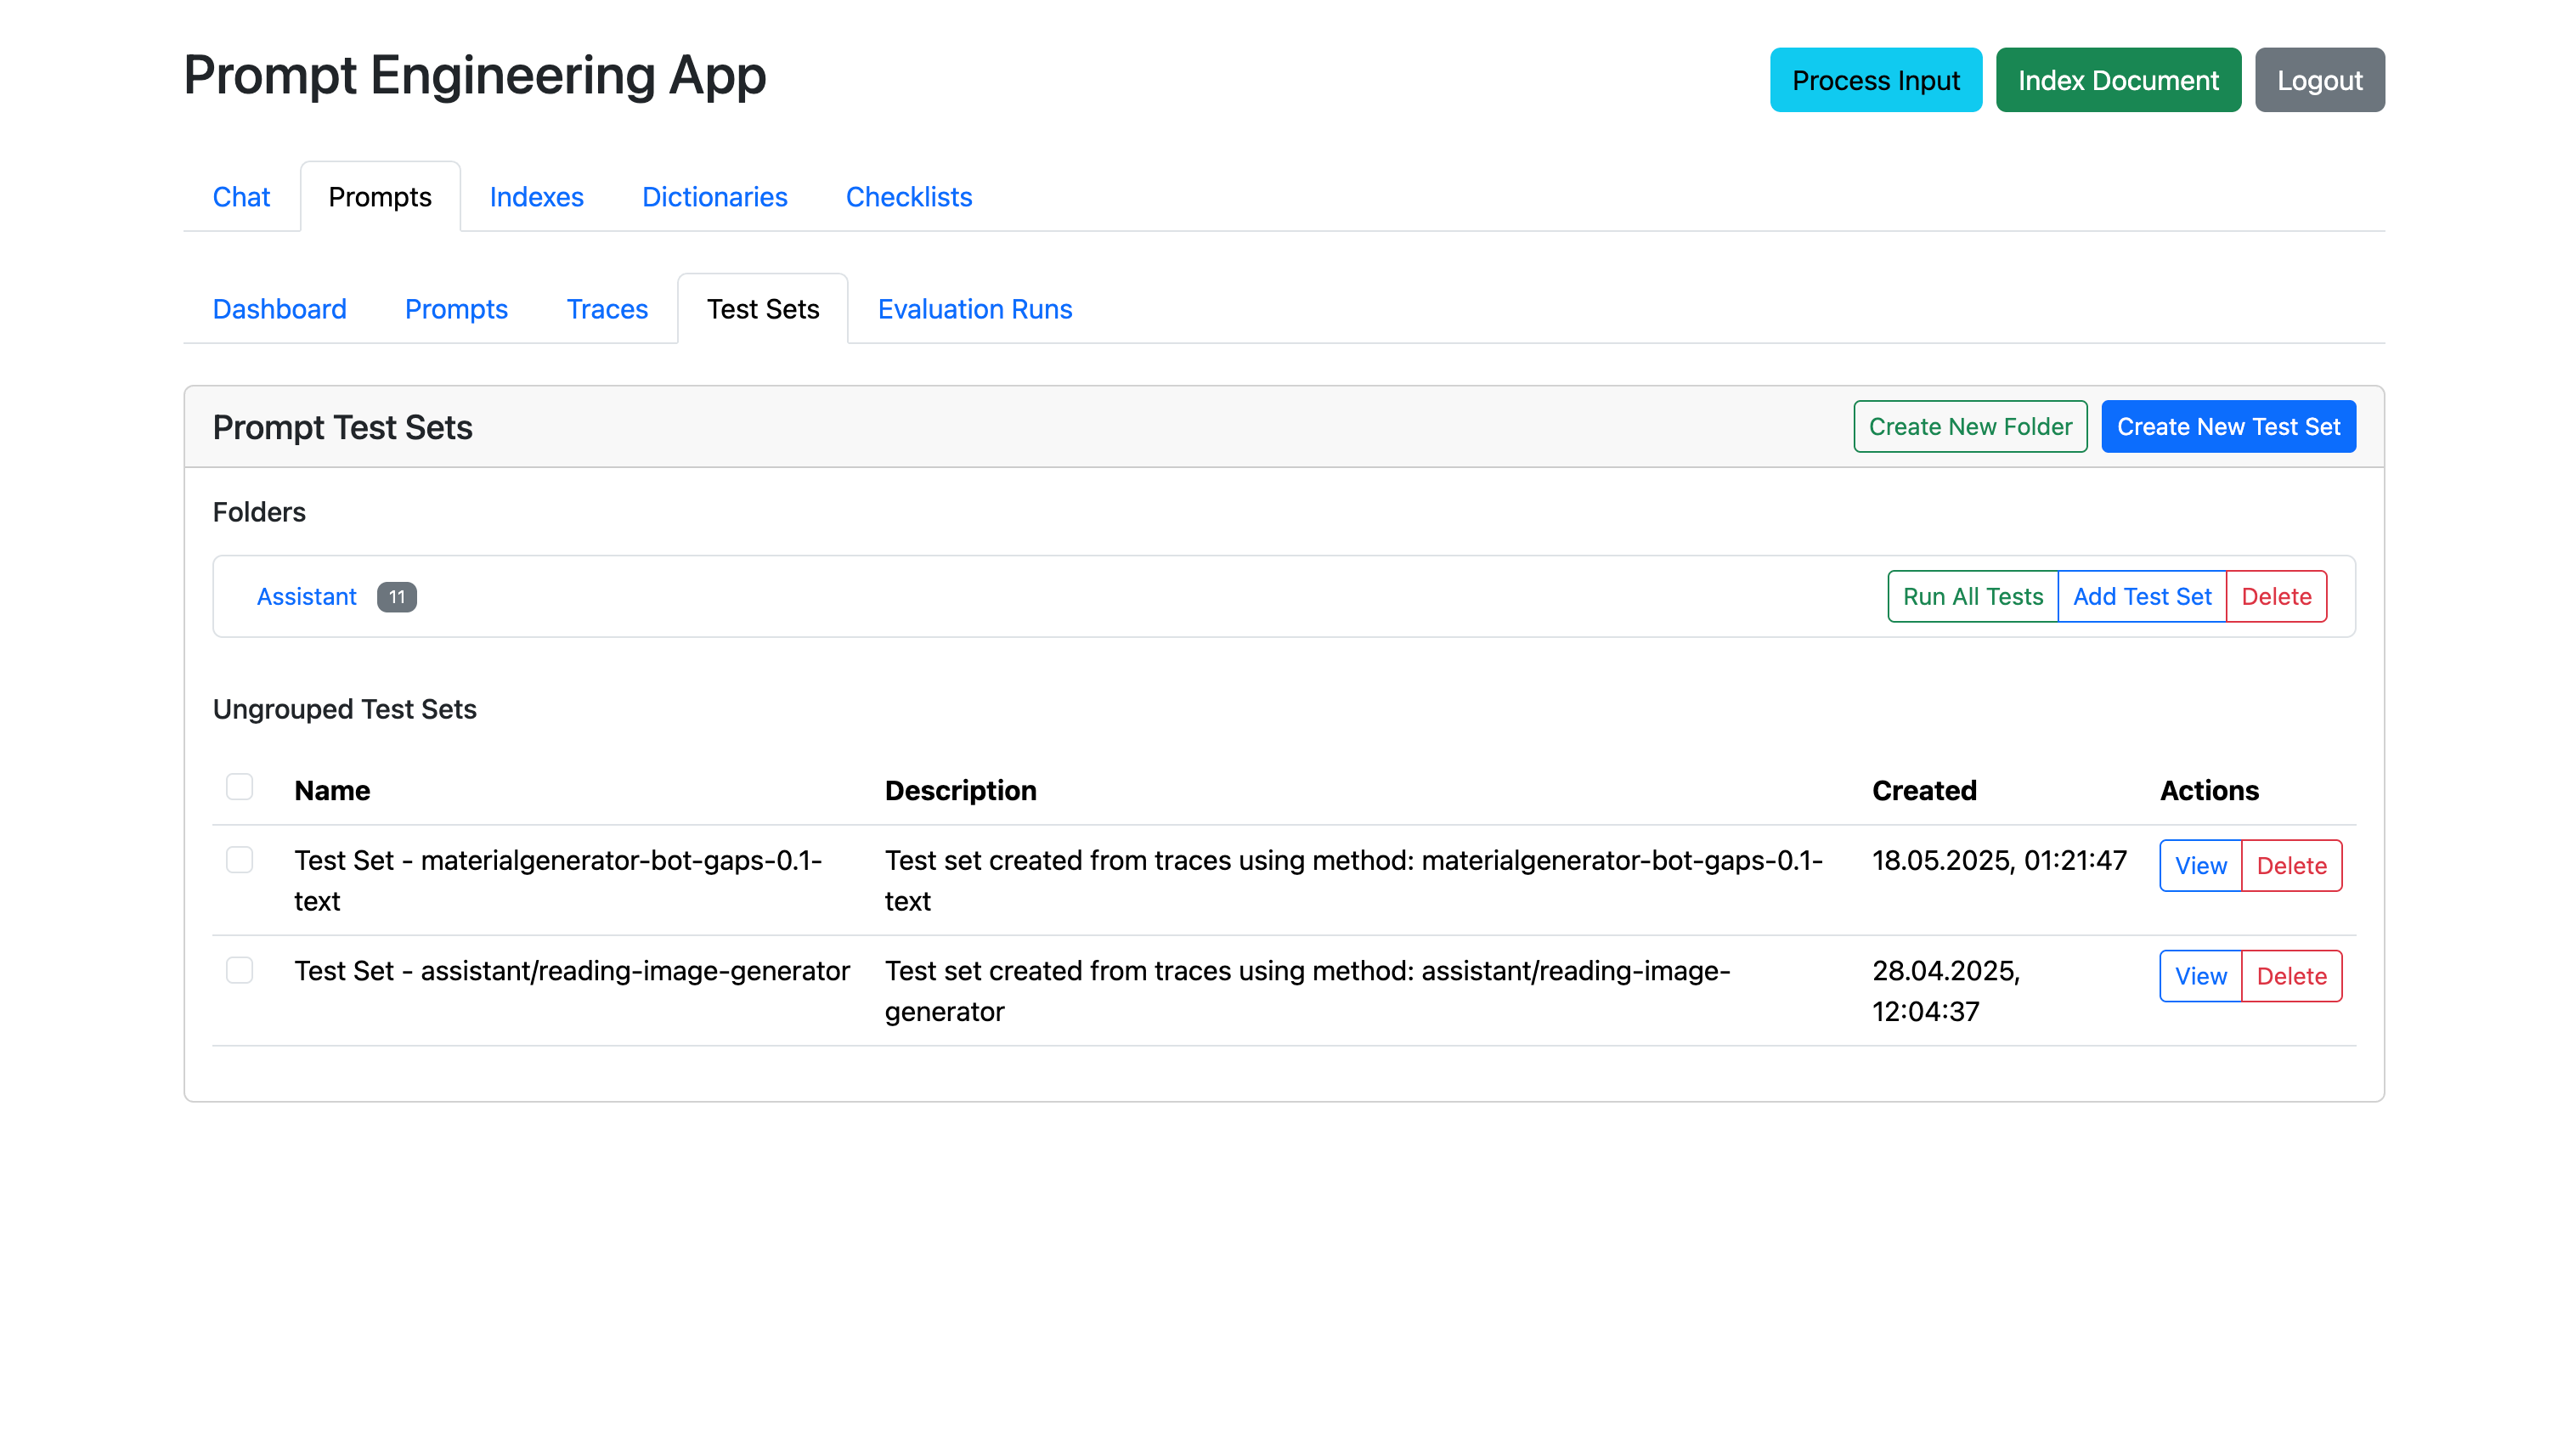 Prompt Engineering App
Process Input
Index Document
Logout
Chat
Prompts
Indexes
Dictionaries
Checklists
Dashboard
Prompts
Traces
Test Sets
Evaluation Runs
Prompt Test Sets
Create New Folder
Create New Test Set
Folders
Assistant 11
Run All Tests
Add Test Set
Delete
Ungrouped Test Sets
Name
Description
Created
Actions
Test Set - materialgenerator-bot-gaps-0.1-
text
Test set created from traces using method: materialgenerator-bot-gaps-0.1-
text
18.05.2025, 01:21:47
View
Delete
Test Set - assistant/reading-image-generator
Test set created from traces using method: assistant/reading-image-
generator
28.04.2025,
12:04:37
View
Delete